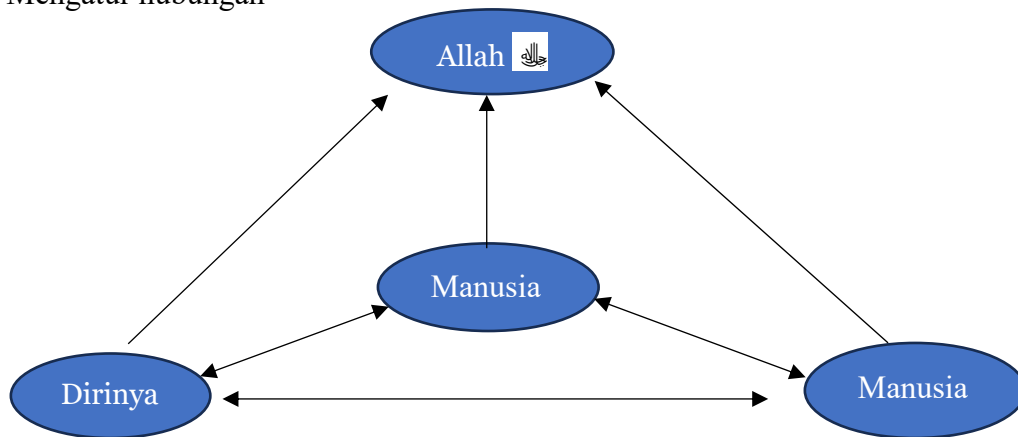 Mengatur hubungan
Allah ﷻ
Manusia
Dirinya
Manusia